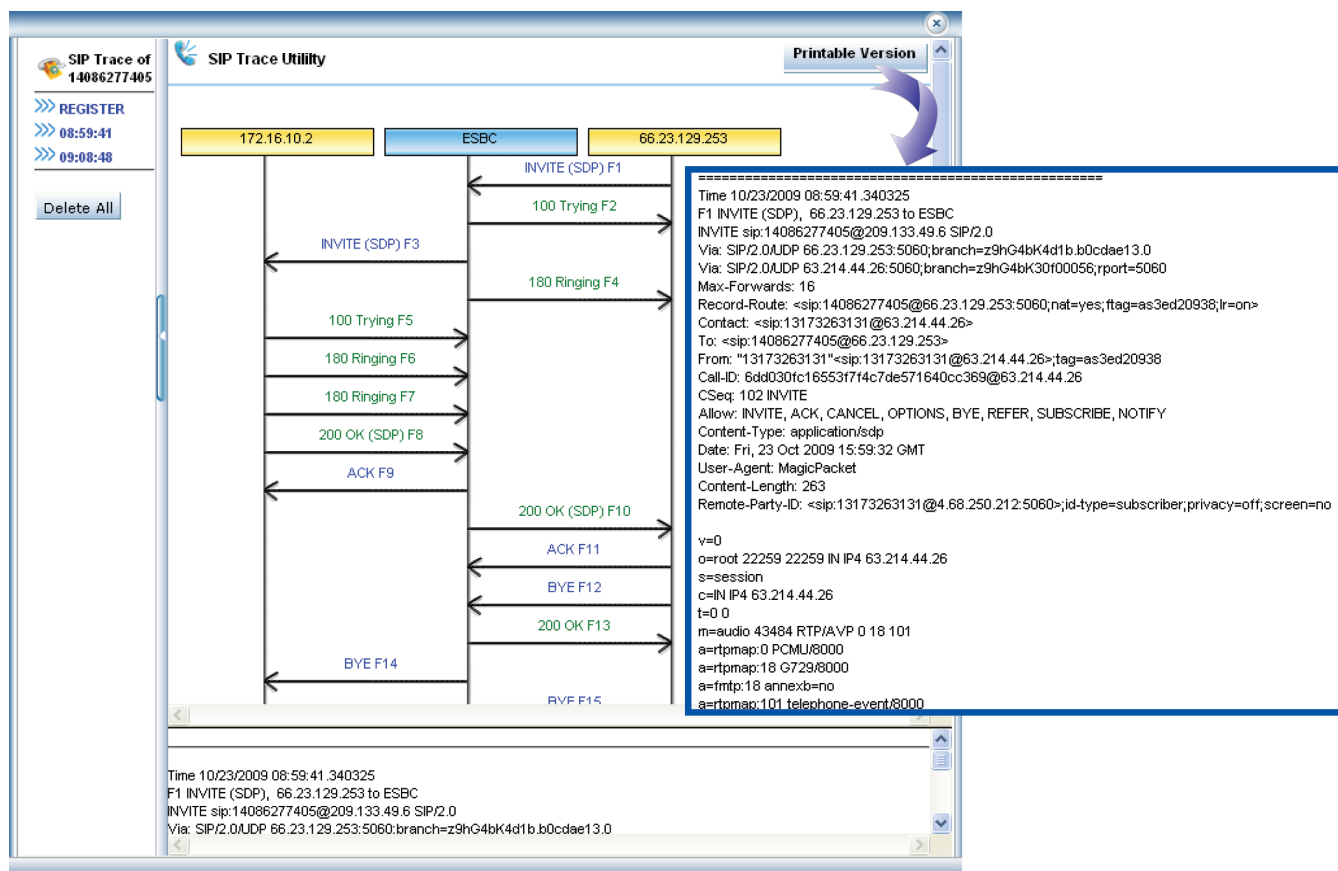 SIP Trace of
14086277405
REGISTER
08:59:41
09:08:48
Delete All
SIP Trace Utililty
Printable Version
172.16.10.2
ESBC
66.23.129.253
INVITE (SDP) F1
100 Trying F2
INVITE (SDP) F3
180 Ringing F4
100 Trying F5
180 Ringing F6
180 Ringing F7
200 OK (SDP) F8
ACK F9
200 OK (SDP) F10
ACK F11
BYE F12
200 OK F13
BYE F14
BYE F15
====================================================
Time 10/23/2009 08:59:41.340325
F1 INVITE (SDP), 66.23.129.253 to ESBC
INVITE sip:14086277405@209.133.49.6 SIP/2.0
Via: SIP/2.0/UDP 66.23.129.253:5060;branch=z9hG4bK4d1b.b0cdae13.0
Via: SIP/2.0/UDP 63.214.44.26:5060;branch=z9hG4bK30f00056;rport=5060
Max-Forwards: 16
Record-Route: <sip:14086277405@66.23.129.253:5060;nat=yes;ftag=as3ed20938;lr=on>
Contact: <sip:13173263131@63.214.44.26>
To: <sip:14086277405@66.23.129.253>
From: "13173263131"<sip:13173263131@63.214.44.26>;tag=as3ed20938
Call-ID: 6dd030fc16553f7f4c7de571640cc369@63.214.44.26
CSeq: 102 INVITE
Allow: INVITE, ACK, CANCEL, OPTIONS, BYE, REFER, SUBSCRIBE, NOTIFY
Content-Type: application/sdp
Date: Fri, 23 Oct 2009 15:59:32 GMT
User-Agent: MagicPacket
Content-Length: 263
Remote-Party-ID: <sip:13173263131@4.68.250.212:5060>;id-type=subscriber;privacy=off;screen=no
v=0
o=root 22259 22259 IN IP4 63.214.44.26
s=session
c=IN IP4 63.214.44.26
t=0 0
m=audio 43484 RTP/AVP 0 18 101
a=rtpmap:0 PCMU/8000
a=rtpmap:18 G729/8000
a=fmtp:18 annexb=no
a=rtpmap:101 telephone-event/8000
Time 10/23/2009 08:59:41.340325
F1 INVITE (SDP), 66.23.129.253 to ESBC
INVITE sip:14086277405@209.133.49.6 SIP/2.0
Via: SIP/2.0/UDP 66.23.129.253:5060;branch=z9hG4bK4d1b.b0cdae13.0